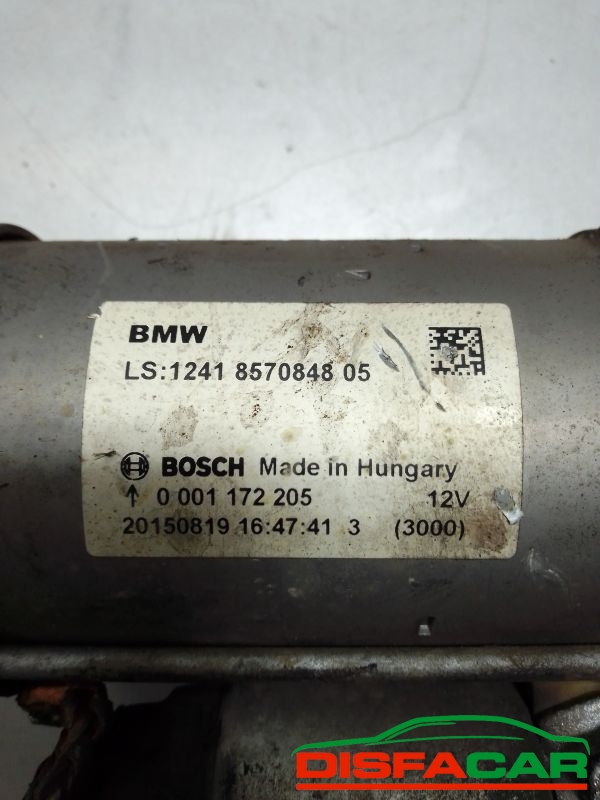 BMW
LS:1241 8570848 05
BOSCH Made in Hungary
↑ 0 001 172 205 12V
20150819 16:47:41 3 (3000)
DISFACAR